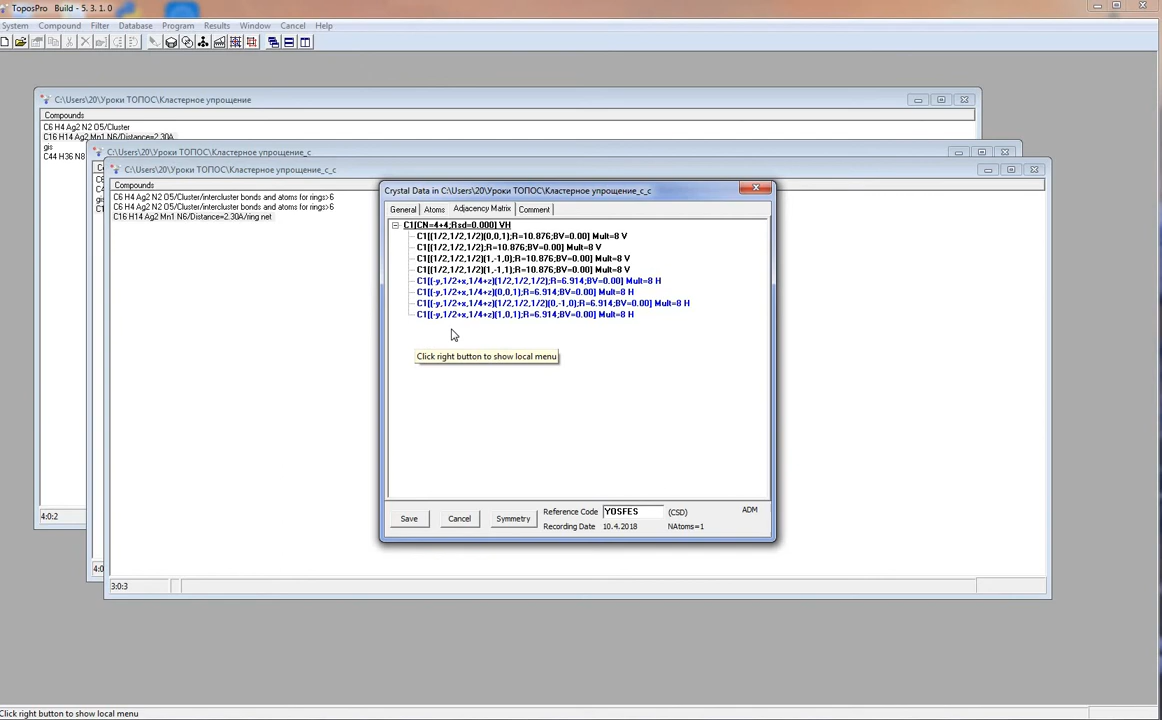 ToposPro Build - 5. 3. 1. 0
System Compound Filter Database Program Results Window Cancel Help
C:\Users\20\Уроки ТОПОС\Кластерное упрощение
Compounds
C6 H4 Ag2 N2 O5/Cluster
C16 H14 Ag2 Mn1 N6/Distance=2.30A
gis
C44 H36 N8
4:0:2
C:\Users\20\Уроки ТОПОС\Кластерное упрощение_c
C:\Users\20\Уроки ТОПОС\Кластерное упрощение_c_c
Compounds
C6 H4 Ag2 N2 O5/Cluster/intercluster bonds and atoms for rings>6
C6 H4 Ag2 N2 O5/Cluster/intercluster bonds and atoms for rings>6
C16 H14 Ag2 Mn1 N6/Distance=2.30A/ring net
3:0:3
Crystal Data in C:\Users\20\Уроки ТОПОС\Кластерное упрощение_c_c
General Atoms Adjacency Matrix Comment
C1[CN=4+4;Rsd=0.000] VH
C1[(1/2,1/2,1/2)(0,0,1);R=10.876;BV=0.00] Mult=8 V
C1[(1/2,1/2,1/2);R=10.876;BV=0.00] Mult=8 V
C1[(1/2,1/2,1/2)(1,-1,0);R=10.876;BV=0.00] Mult=8 V
C1[(1/2,1/2,1/2)(1,-1,1);R=10.876;BV=0.00] Mult=8 V
C1[(-y,1/2+x,1/4+z)(1/2,1/2,1/2);R=6.914;BV=0.00] Mult=8 H
C1[(-y,1/2+x,1/4+z)(0,0,1);R=6.914;BV=0.00] Mult=8 H
C1[(-y,1/2+x,1/4+z)(1/2,1/2,1/2)(0,-1,0);R=6.914;BV=0.00] Mult=8 H
C1[(-y,1/2+x,1/4+z)(1,0,1);R=6.914;BV=0.00] Mult=8 H
Click right button to show local menu
Save Cancel Symmetry Reference Code YOSFES (CSD) ADM
Recording Date 10.4.2018 NAtoms=1
Click right button to show local menu